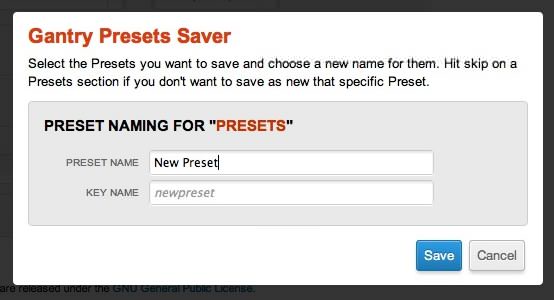 Gantry Presets Saver
Select the Presets you want to save and choose a new name for them. Hit skip on a
Presets section if you don't want to save as new that specific Preset.
PRESET NAMING FOR "PRESETS"
PRESET NAME New Preset
KEY NAME newpreset
Save Cancel
are released under the GNU General Public License.